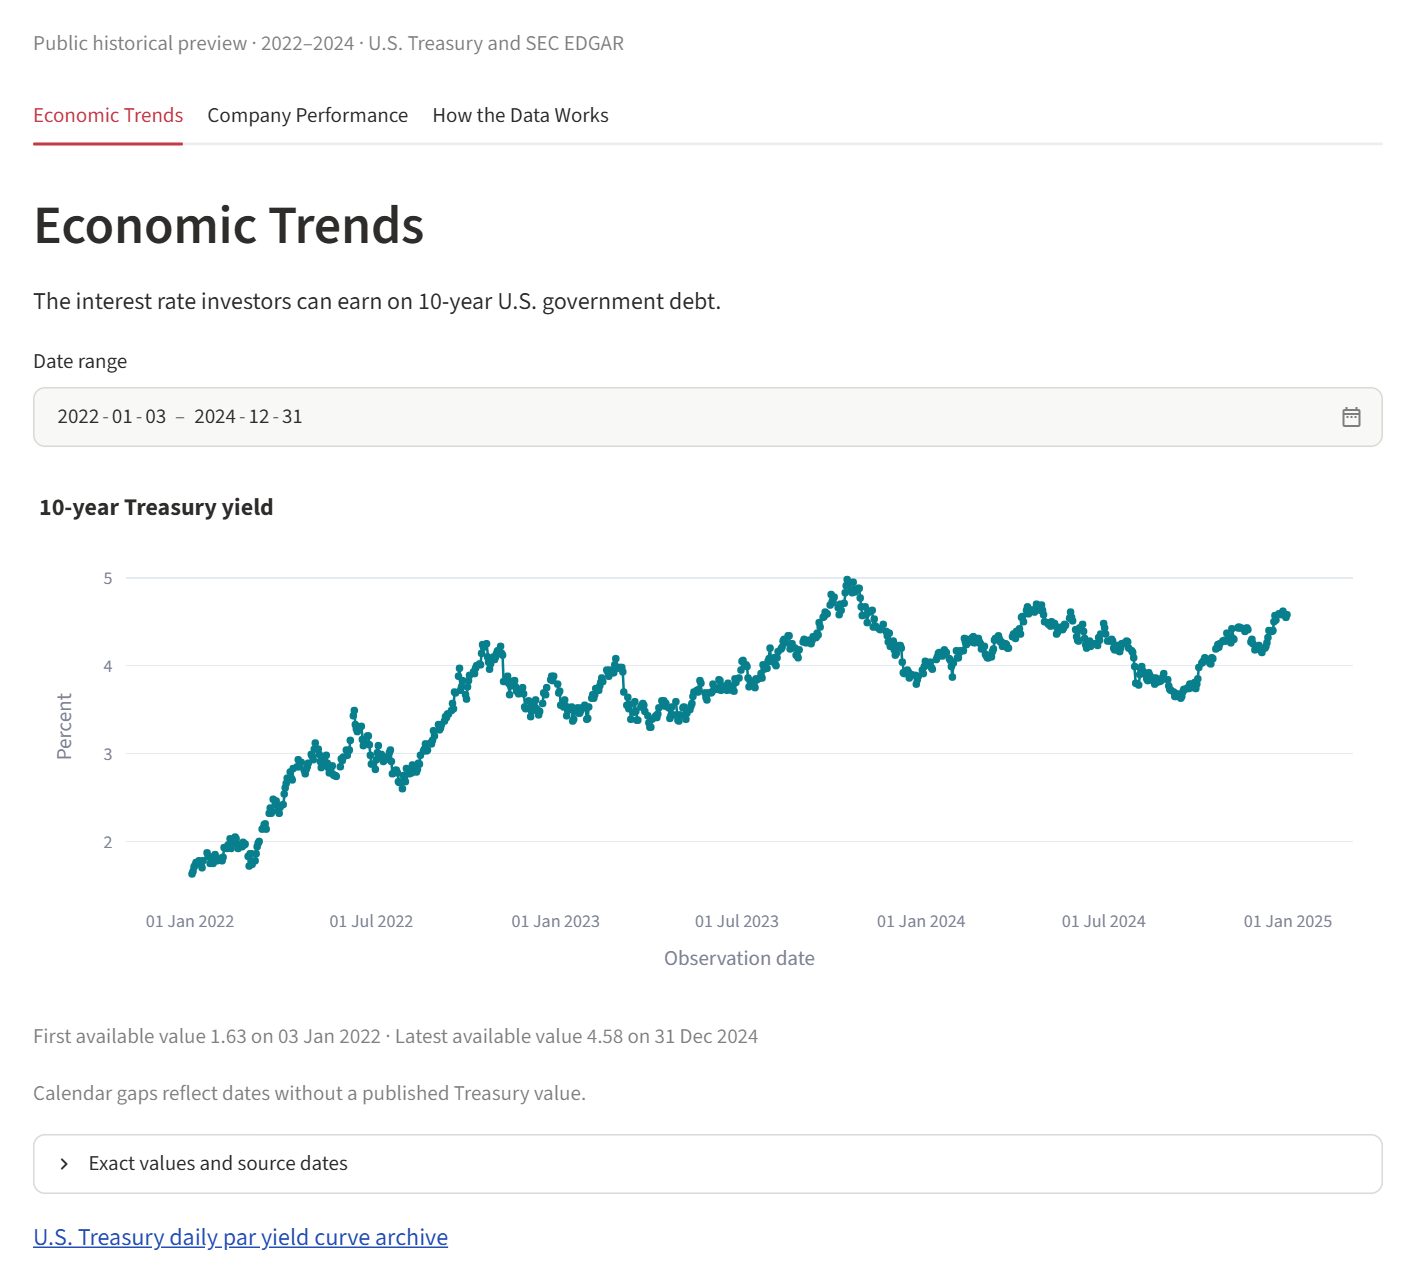 Public historical preview · 2022–2024 · U.S. Treasury and SEC EDGAR
Economic Trends Company Performance How the Data Works
Economic Trends
The interest rate investors can earn on 10-year U.S. government debt.
Date range
2022-01-03 – 2024-12-31
10-year Treasury yield
5
4
3
2
Percent
01 Jan 2022 01 Jul 2022 01 Jan 2023 01 Jul 2023 01 Jan 2024 01 Jul 2024 01 Jan 2025
Observation date
First available value 1.63 on 03 Jan 2022 · Latest available value 4.58 on 31 Dec 2024
Calendar gaps reflect dates without a published Treasury value.
Exact values and source dates
U.S. Treasury daily par yield curve archive